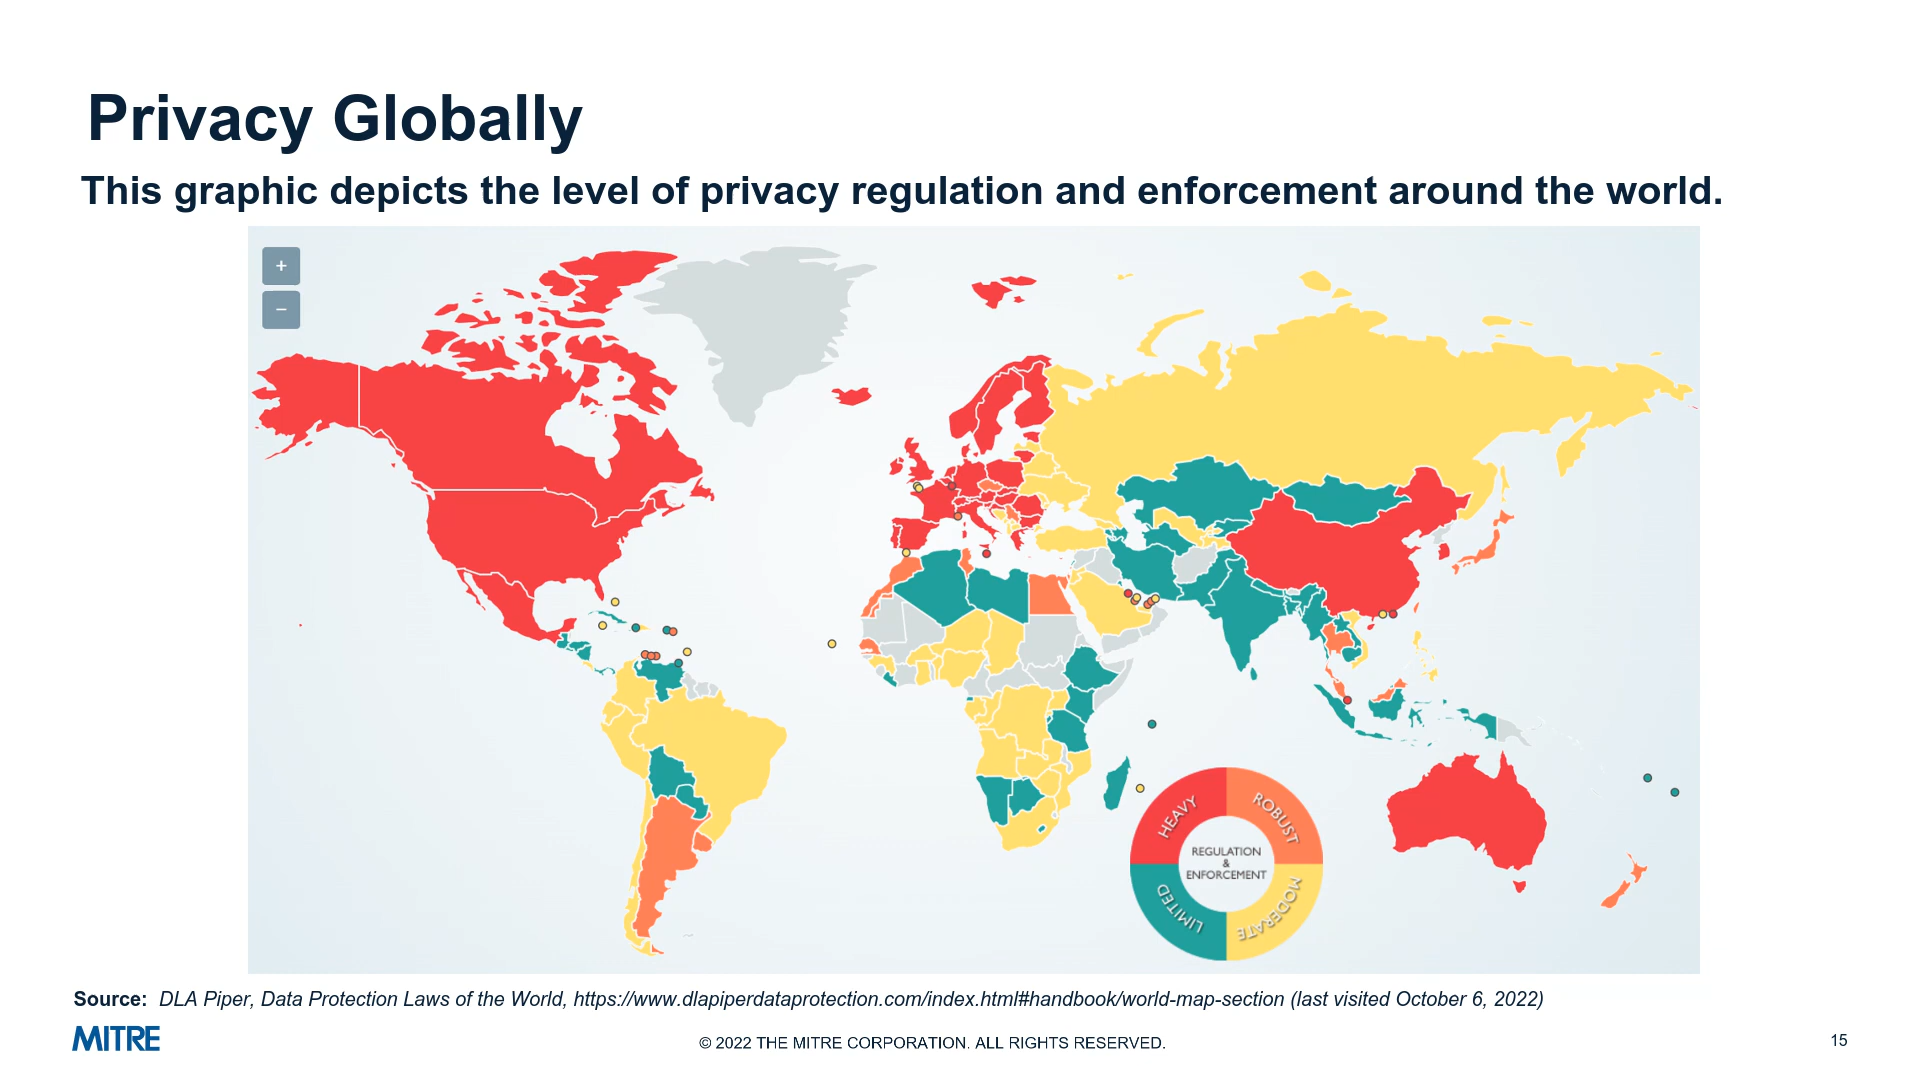 Privacy Globally
This graphic depicts the level of privacy regulation and enforcement around the world.
+
−
HEAVY
ROBUST
REGULATION
&
ENFORCEMENT
LIMITED
MODERATE
Source: DLA Piper, Data Protection Laws of the World, https://www.dlapiperdataprotection.com/index.html#handbook/world-map-section (last visited October 6, 2022)
MITRE
© 2022 THE MITRE CORPORATION. ALL RIGHTS RESERVED.
15